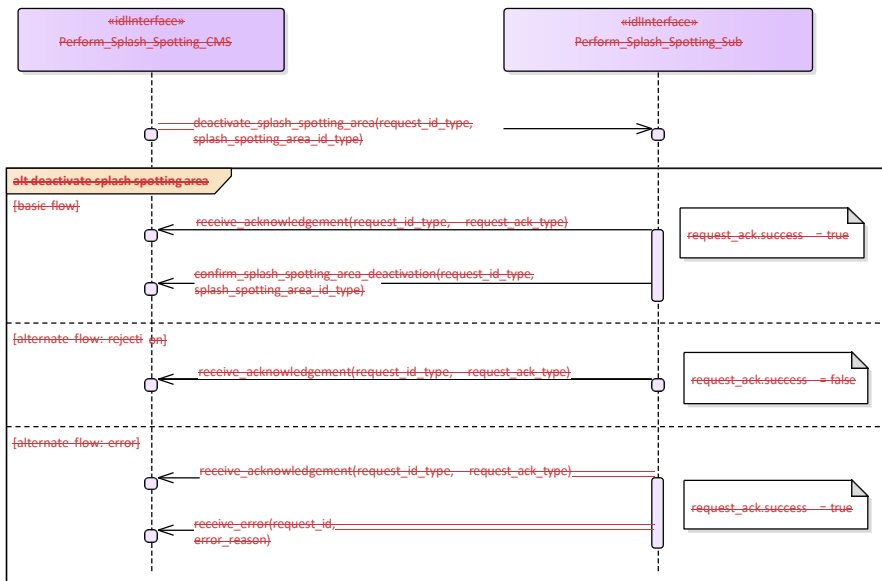 «idlInterface»
Perform_Splash_Spotting_CMS
«idlInterface»
Perform_Splash_Spotting_Sub
deactivate_splash_spotting_area(request_id_type,
splash_spotting_area_id_type)
alt deactivate splash spotting area
[basic flow]
receive_acknowledgement(request_id_type, request_ack_type)
request_ack.success = true
confirm_splash_spotting_area_deactivation(request_id_type,
splash_spotting_area_id_type)
[alternate flow: rejection]
receive_acknowledgement(request_id_type, request_ack_type)
request_ack.success = false
[alternate flow: error]
receive_acknowledgement(request_id_type, request_ack_type)
request_ack.success = true
receive_error(request_id,
error_reason)